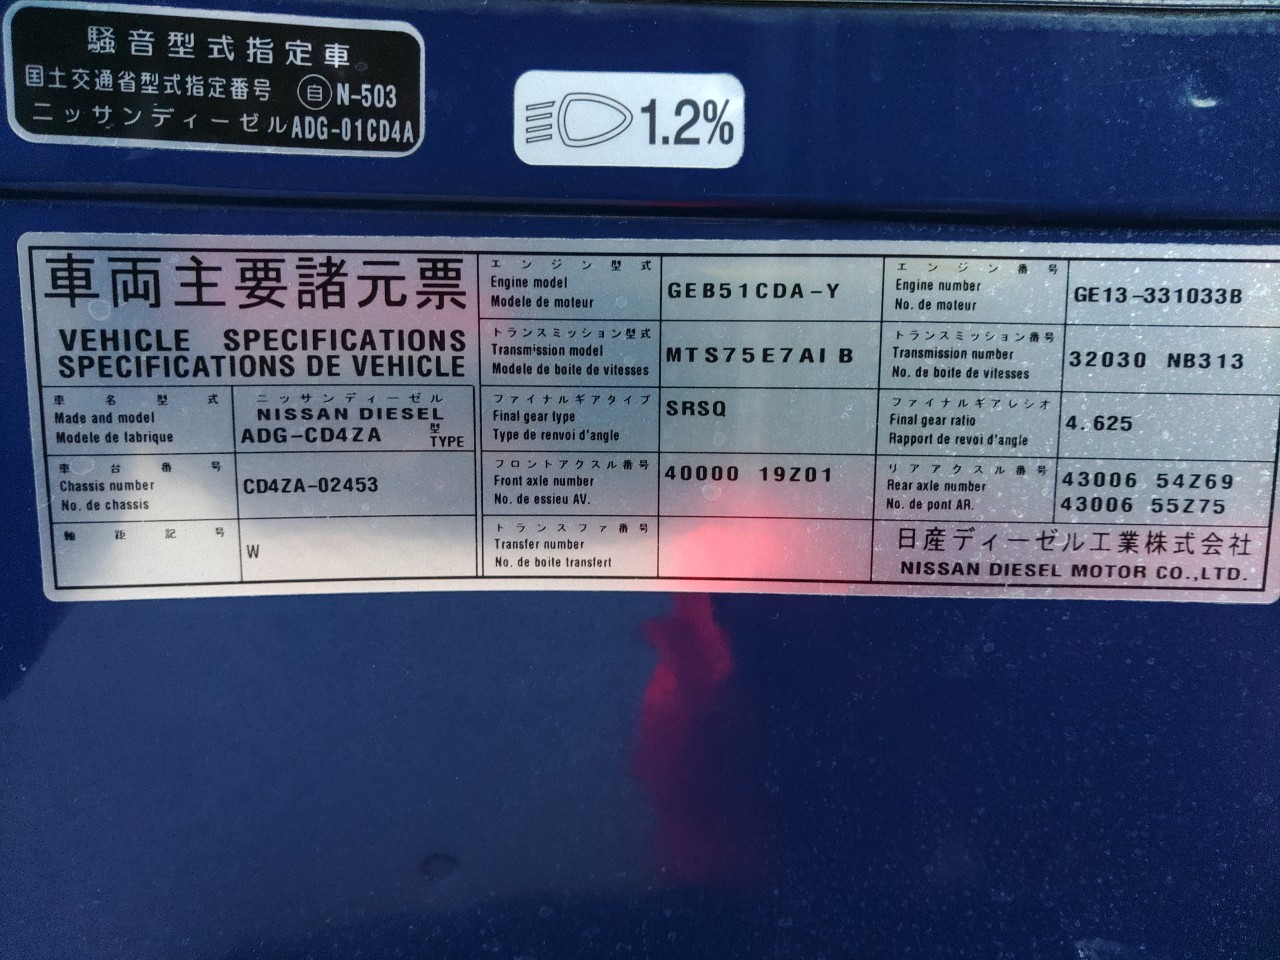 騒音型式指定車
国土交通省型式指定番号 自 N-503
ニッサンディーゼル ADG-01CD4A
1.2%
車両主要諸元票
VEHICLE SPECIFICATIONS
SPECIFICATIONS DE VEHICLE
車名型式
Made and model
Modele de fabrique
ニッサンディーゼル
NISSAN DIESEL
ADG-CD4ZA 型 TYPE
車台番号
Chassis number
No. de chassis
CD4ZA-02453
軸距記号
W
エンジン型式
Engine model
Modele de moteur
GEB51CDA-Y
エンジン番号
Engine number
No. de moteur
GE13-331033B
トランスミッション型式
Transmission model
Modele de boite de vitesses
MTS75E7AIB
トランスミッション番号
Transmission number
No. de boite de vitesses
32030 NB313
ファイナルギアタイプ
Final gear type
Type de renvoi d'angle
SRSQ
ファイナルギアレシオ
Final gear ratio
Rapport de revoi d'angle
4.625
フロントアクスル番号
Front axle number
No. de essieu AV.
40000 19Z01
リアアクスル番号
Rear axle number
No. de pont AR.
43006 54Z69
43006 55Z75
トランスファ番号
Transfer number
No. de boite transfert
日産ディーゼル工業株式会社
NISSAN DIESEL MOTOR CO.,LTD.